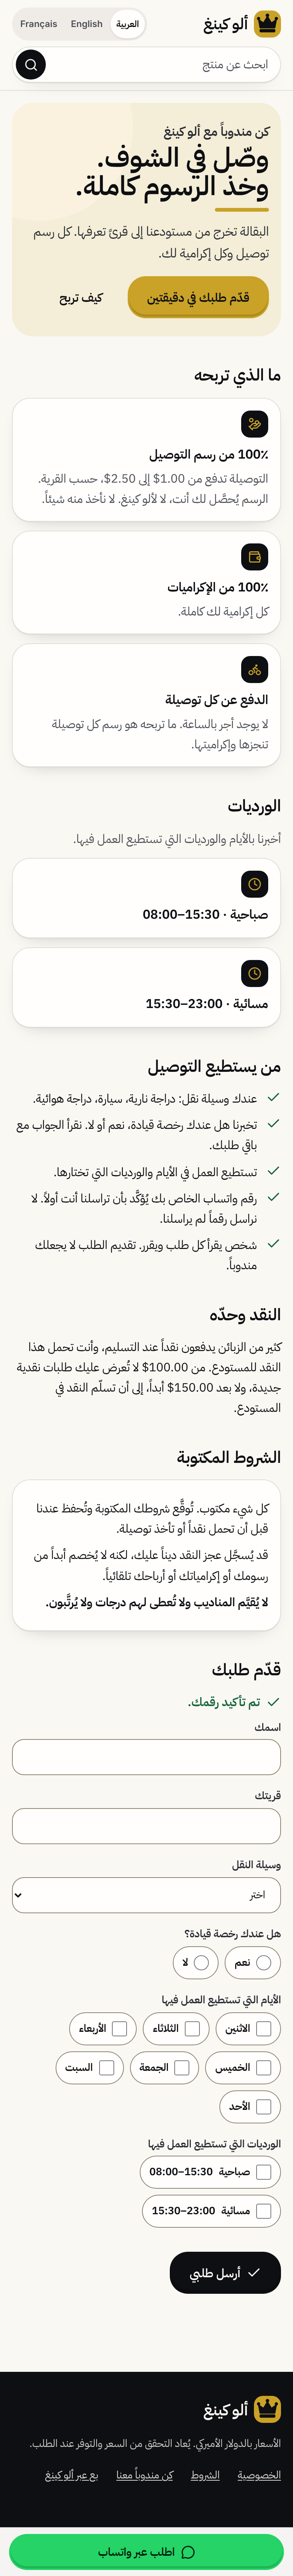 ألو كينغ
العربية English Français
ابحث عن منتج
كن مندوباً مع ألو كينغ
وصّل في الشوف.
وخذ الرسوم كاملة.
البقالة تخرج من مستودعنا إلى قرىً تعرفها. كل رسم
توصيل وكل إكرامية لك.
قدّم طلبك في دقيقتين
كيف تربح
ما الذي تربحه
100٪ من رسم التوصيل
التوصيلة تدفع من $1.00 إلى $2.50، حسب القرية.
الرسم يُحصَّل لك أنت، لا لألو كينغ. لا نأخذ منه شيئاً.
100٪ من الإكراميات
كل إكرامية لك كاملة.
الدفع عن كل توصيلة
لا يوجد أجر بالساعة. ما تربحه هو رسم كل توصيلة
تنجزها وإكراميتها.
الورديات
أخبرنا بالأيام والورديات التي تستطيع العمل فيها.
صباحية · 08:00–15:30
مسائية · 15:30–23:00
من يستطيع التوصيل
عندك وسيلة نقل: دراجة نارية، سيارة، دراجة هوائية.
تخبرنا هل عندك رخصة قيادة، نعم أو لا. نقرأ الجواب مع
باقي طلبك.
تستطيع العمل في الأيام والورديات التي تختارها.
رقم واتساب الخاص بك يُؤكَّد بأن تراسلنا أنت أولاً. لا
نراسل رقماً لم يراسلنا.
شخص يقرأ كل طلب ويقرر. تقديم الطلب لا يجعلك
مندوباً.
النقد وحدّه
كثير من الزبائن يدفعون نقداً عند التسليم، وأنت تحمل هذا
النقد للمستودع. من $100.00 لا تُعرض عليك طلبات نقدية
جديدة، ولا بعد $150.00 أبداً، إلى أن تسلّم النقد في
المستودع.
الشروط المكتوبة
كل شيء مكتوب. تُوقَّع شروطك المكتوبة وتُحفظ عندنا
قبل أن تحمل نقداً أو تأخذ توصيلة.
قد يُسجَّل عجز النقد ديناً عليك، لكنه لا يُخصم أبداً من
رسومك أو إكرامياتك أو أرباحك تلقائياً.
لا يُقيَّم المناديب ولا تُعطى لهم درجات ولا يُرتَّبون.
قدّم طلبك
تم تأكيد رقمك.
اسمك
قريتك
وسيلة النقل
اختر
هل عندك رخصة قيادة؟
نعم
لا
الأيام التي تستطيع العمل فيها
الاثنين
الثلاثاء
الأربعاء
الخميس
الجمعة
السبت
الأحد
الورديات التي تستطيع العمل فيها
صباحية 08:00–15:30
مسائية 15:30–23:00
أرسل طلبي
ألو كينغ
الأسعار بالدولار الأميركي. يُعاد التحقق من السعر والتوفر عند الطلب.
الخصوصية الشروط كن مندوباً معنا بع عبر ألو كينغ
اطلب عبر واتساب